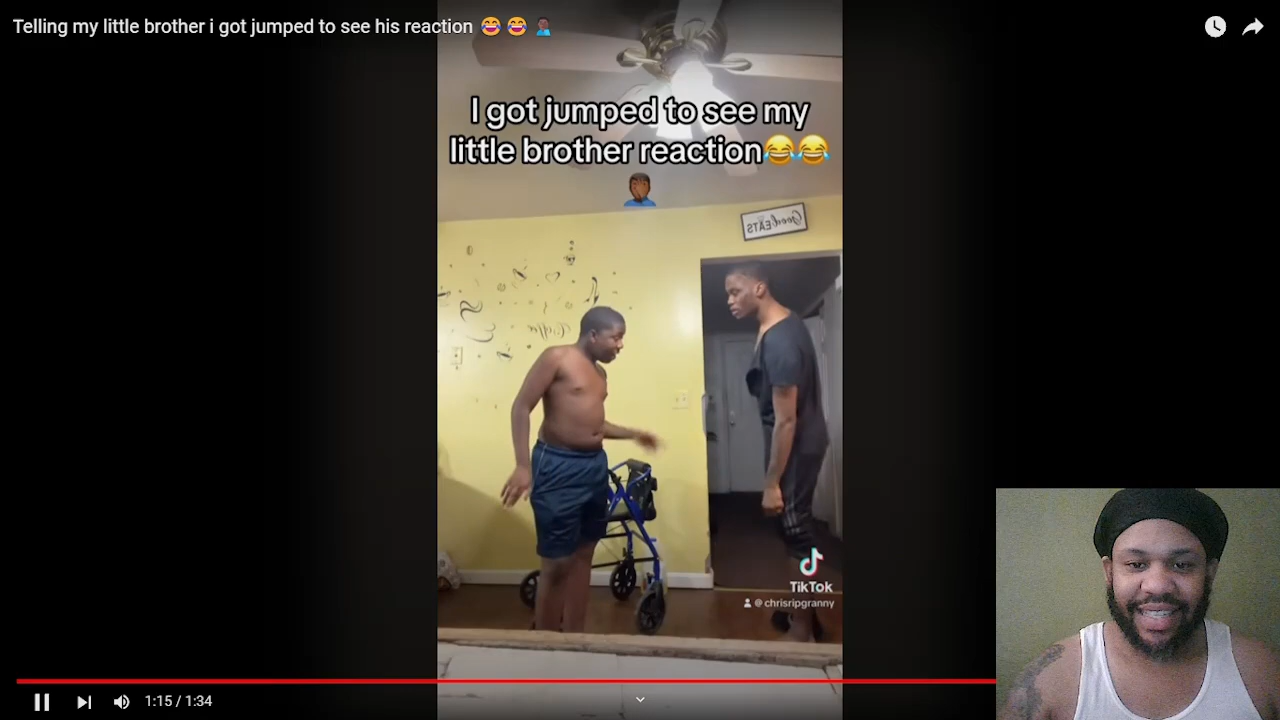 Telling my little brother i got jumped to see his reaction 😂 😂 🤦🏾‍♂️
I got jumped to see my
little brother reaction😂😂
🤦🏾‍♂️
Good EATS
Coffee
TikTok
@ chrisripgranny
1:15 / 1:34